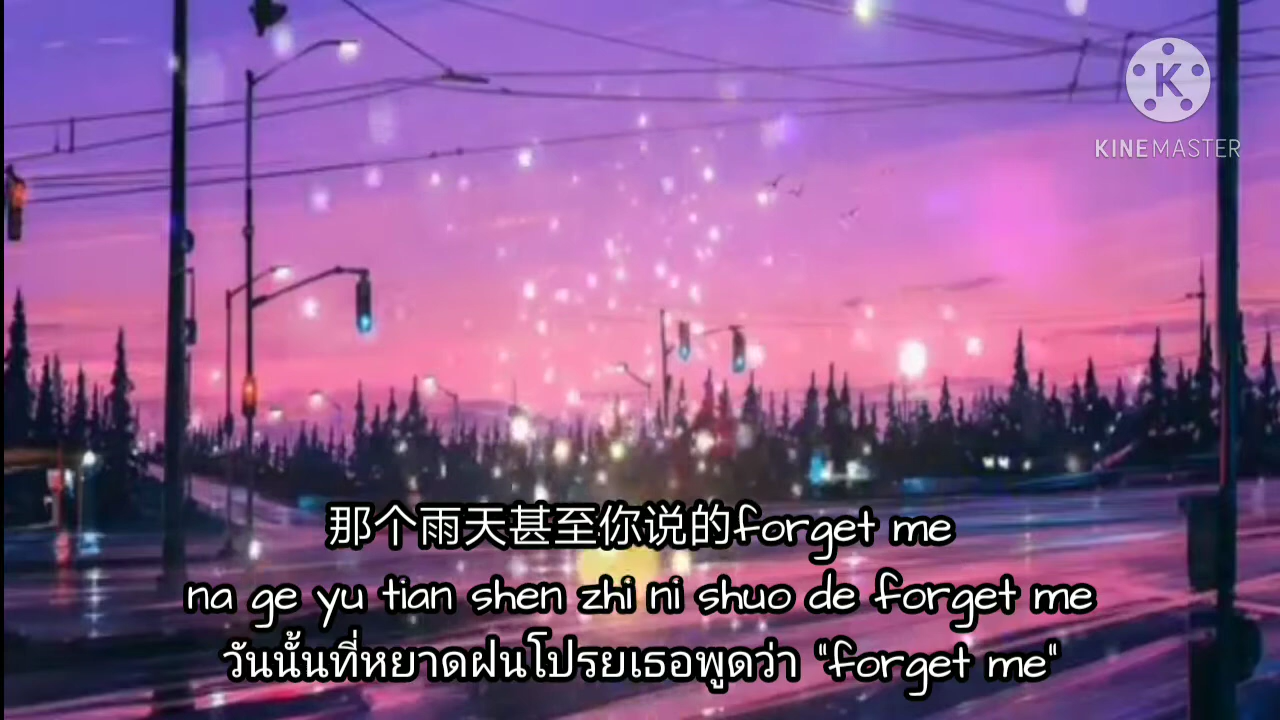 K
KINEMASTER
那个雨天甚至你说的forget me
na ge yu tian shen zhi ni shuo de forget me
วันนั้นที่หยาดฝนโปรยเธอพูดว่า "forget me"